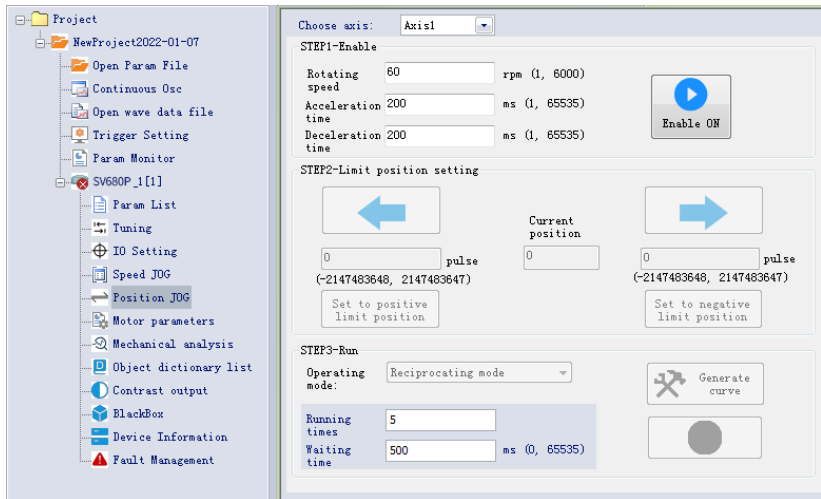 Project
NewProject2022-01-07
Open Param File
Continuous Osc
Open wave data file
Trigger Setting
Param Monitor
SV680P_1[1]
Param List
Tuning
IO Setting
Speed JOG
Position JOG
Motor parameters
Mechanical analysis
Object dictionary list
Contrast output
BlackBox
Device Information
Fault Management
Choose axis: Axis1
STEP1-Enable
Rotating speed 60 rpm (1, 6000)
Acceleration time 200 ms (1, 65535)
Deceleration time 200 ms (1, 65535)
Enable ON
STEP2-Limit position setting
Current
position
0 pulse 0 0 pulse
(-2147483648, 2147483647) (-2147483648, 2147483647)
Set to positive
limit position
Set to negative
limit position
STEP3-Run
Operating
mode:
Reciprocating mode
Generate
curve
Running
times
5
Waiting
time
500 ms (0, 65535)